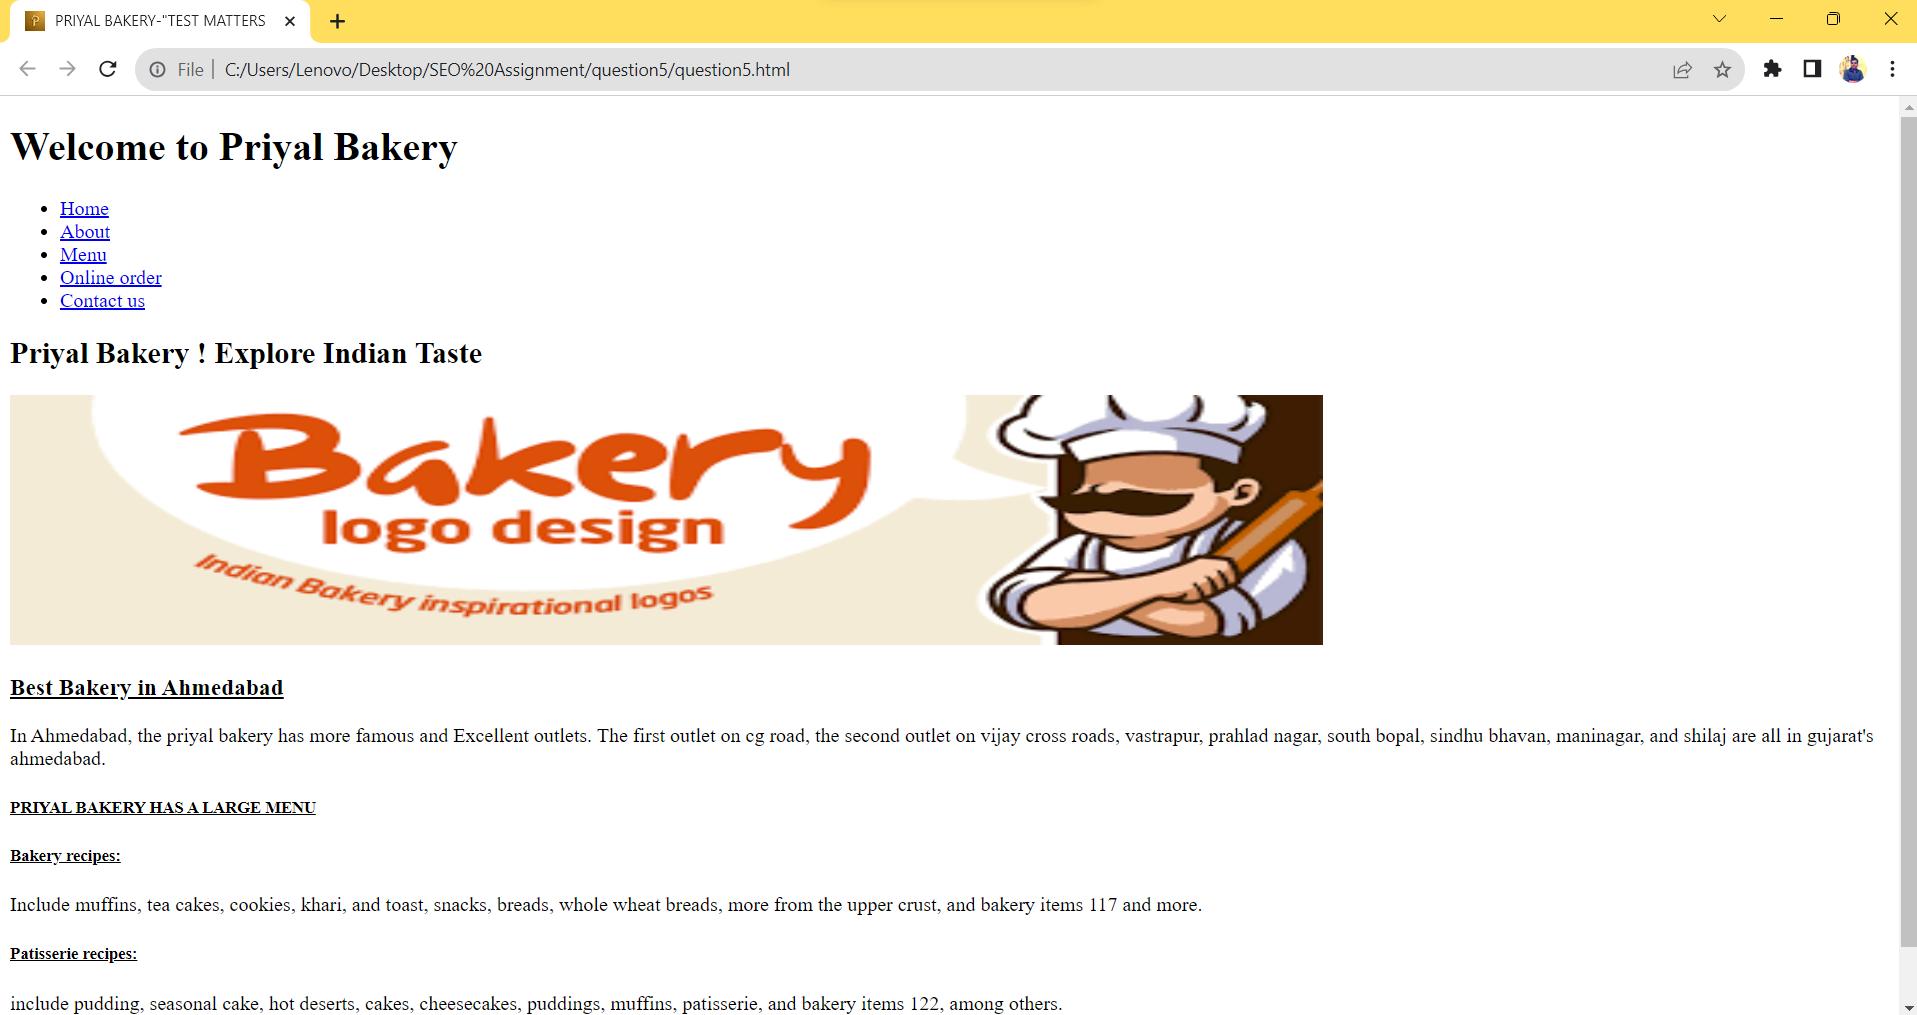 PRIYAL BAKERY-"TEST MATTERS
File | C:/Users/Lenovo/Desktop/SEO%20Assignment/question5/question5.html
Welcome to Priyal Bakery
Home
About
Menu
Online order
Contact us
Priyal Bakery ! Explore Indian Taste
Bakery
logo design
Indian Bakery inspirational logos
Best Bakery in Ahmedabad
In Ahmedabad, the priyal bakery has more famous and Excellent outlets. The first outlet on cg road, the second outlet on vijay cross roads, vastrapur, prahlad nagar, south bopal, sindhu bhavan, maninagar, and shilaj are all in gujarat's
ahmedabad.
PRIYAL BAKERY HAS A LARGE MENU
Bakery recipes:
Include muffins, tea cakes, cookies, khari, and toast, snacks, breads, whole wheat breads, more from the upper crust, and bakery items 117 and more.
Patisserie recipes:
include pudding, seasonal cake, hot deserts, cakes, cheesecakes, puddings, muffins, patisserie, and bakery items 122, among others.